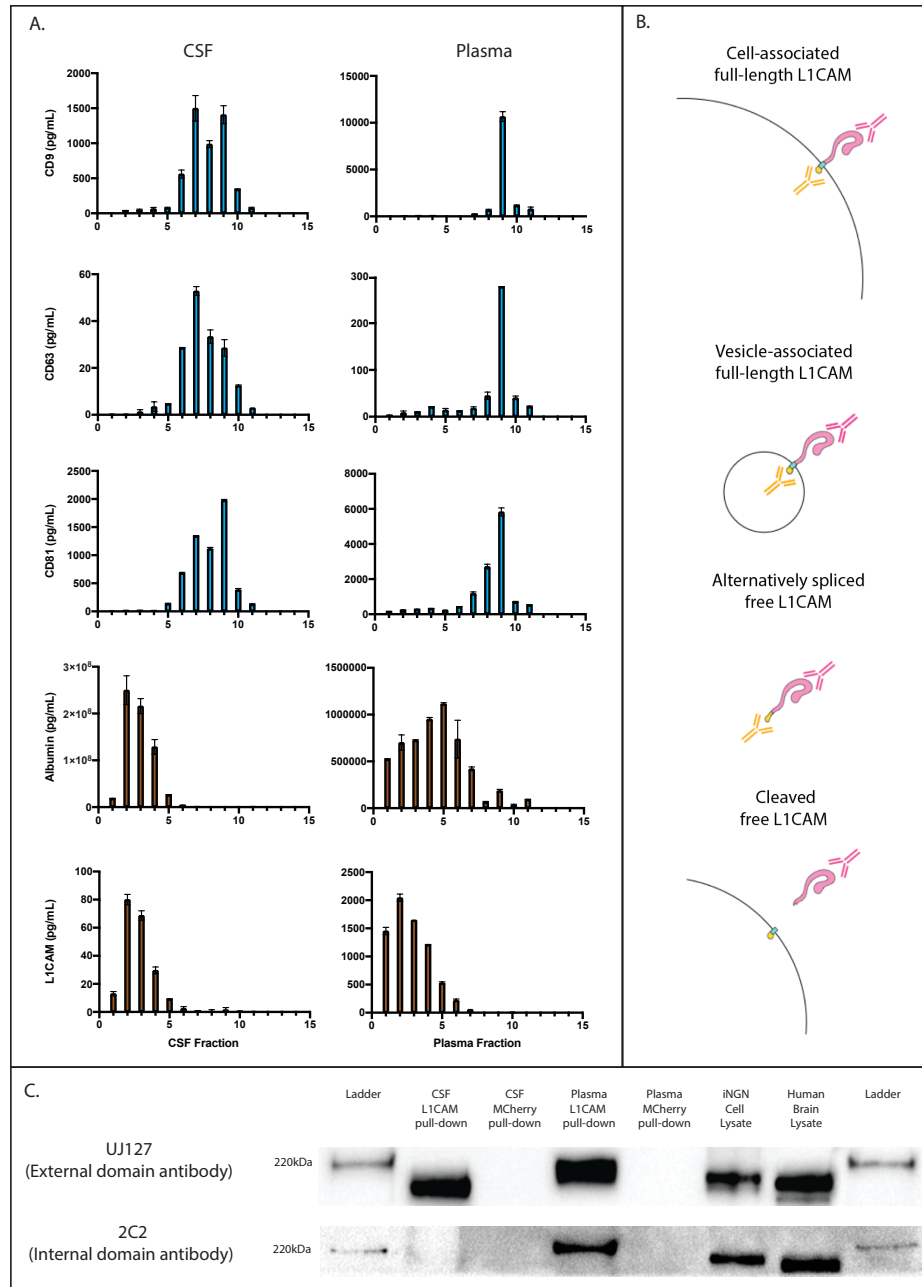 A.
CSF
Plasma
CD9 (pg/mL)
2000
1500
1000
500
0
0 5 10 15
15000
10000
5000
0
0 5 10 15
CD63 (pg/mL)
60
40
20
0
0 5 10 15
300
200
100
50
0
0 5 10 15
CD81 (pg/mL)
2500
2000
1500
1000
500
0
0 5 10 15
8000
6000
4000
2000
0
0 5 10 15
Albumin (pg/mL)
3×10⁸
2×10⁸
1×10⁸
0
0 5 10 15
1500000
1000000
500000
0
0 5 10 15
L1CAM (pg/mL)
100
80
60
40
20
0
0 5 10 15
CSF Fraction
2500
2000
1500
1000
500
0
0 5 10 15
Plasma Fraction
B.
Cell-associated
full-length L1CAM
Vesicle-associated
full-length L1CAM
Alternatively spliced
free L1CAM
Cleaved
free L1CAM
C.
Ladder
CSF
L1CAM
pull-down
CSF
MCherry
pull-down
Plasma
L1CAM
pull-down
Plasma
MCherry
pull-down
iNGN
Cell
Lysate
Human
Brain
Lysate
Ladder
UJ127
(External domain antibody)
220kDa
2C2
(Internal domain antibody)
220kDa